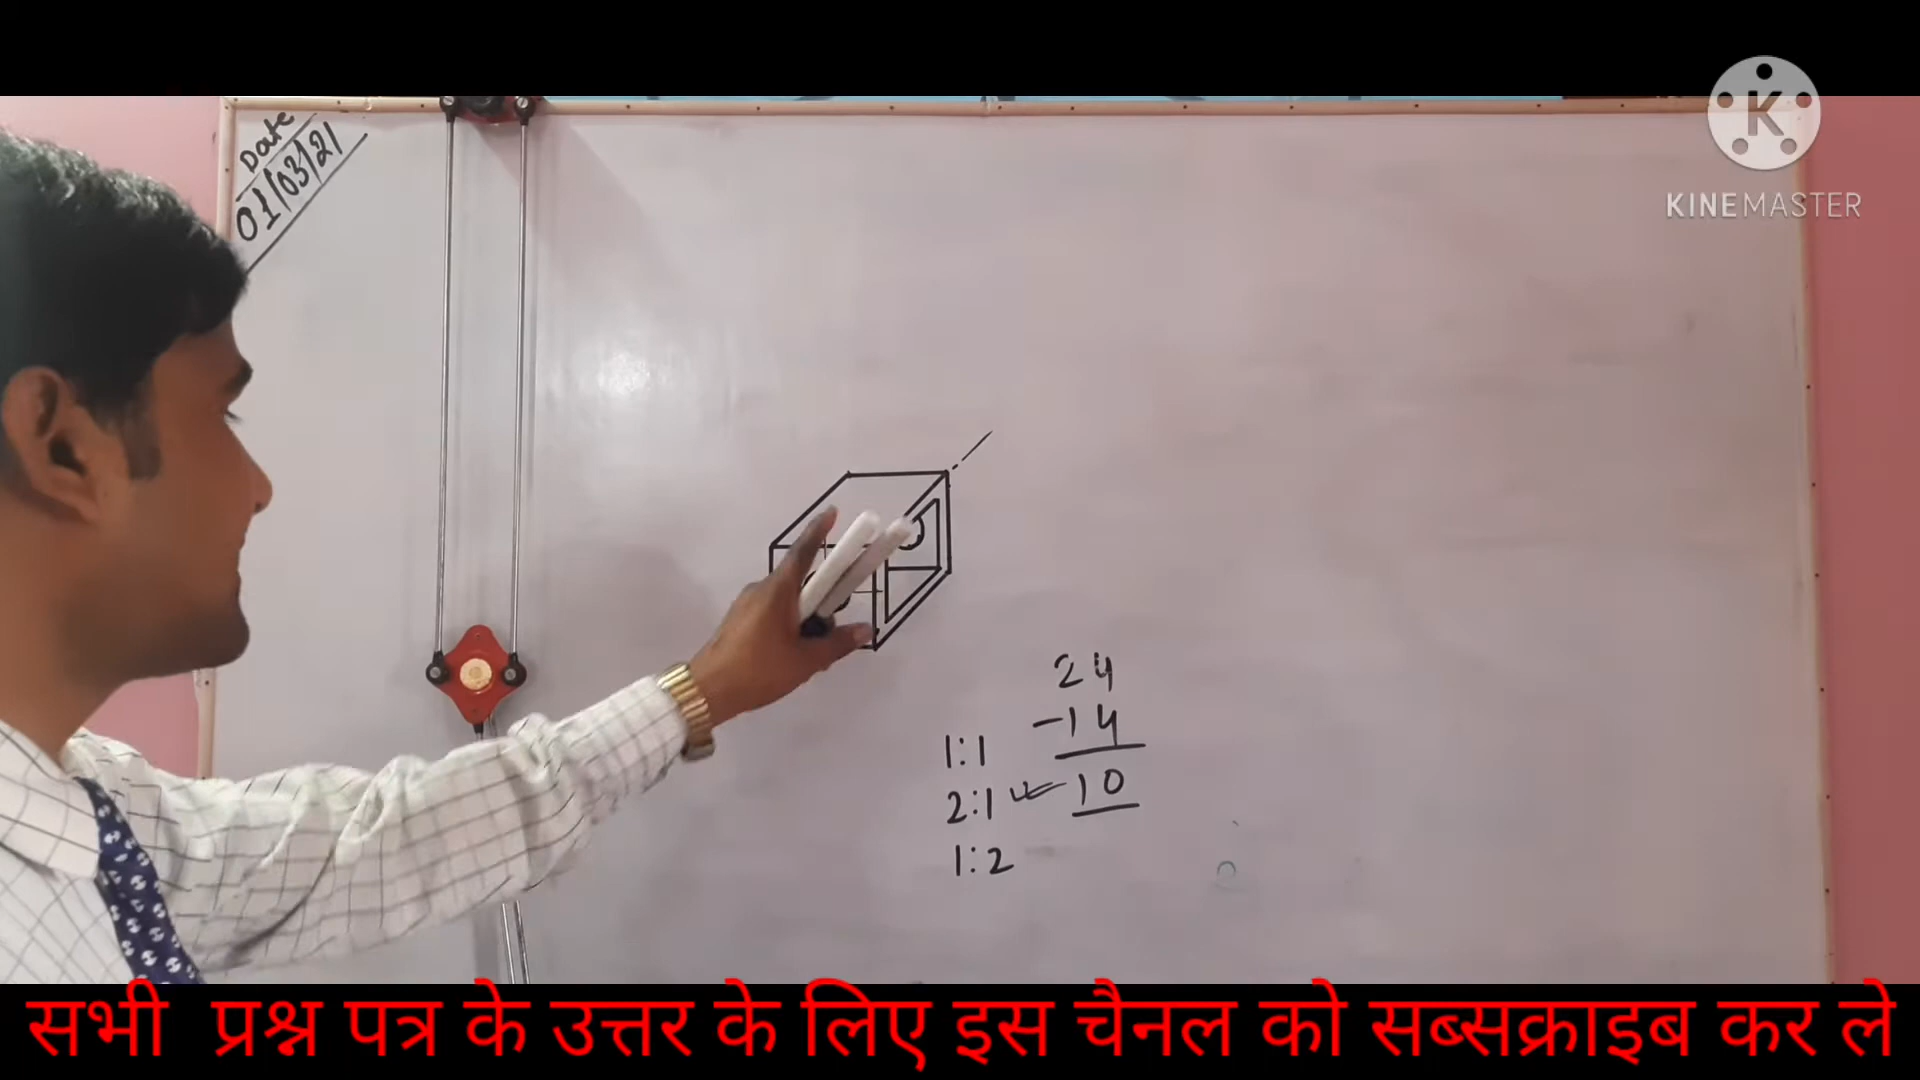 Date
01/03/21
K
KINEMASTER
24
-14
10
1:1
2:1
1:2
सभी प्रश्न पत्र के उत्तर के लिए इस चैनल को सब्सक्राइब कर ले